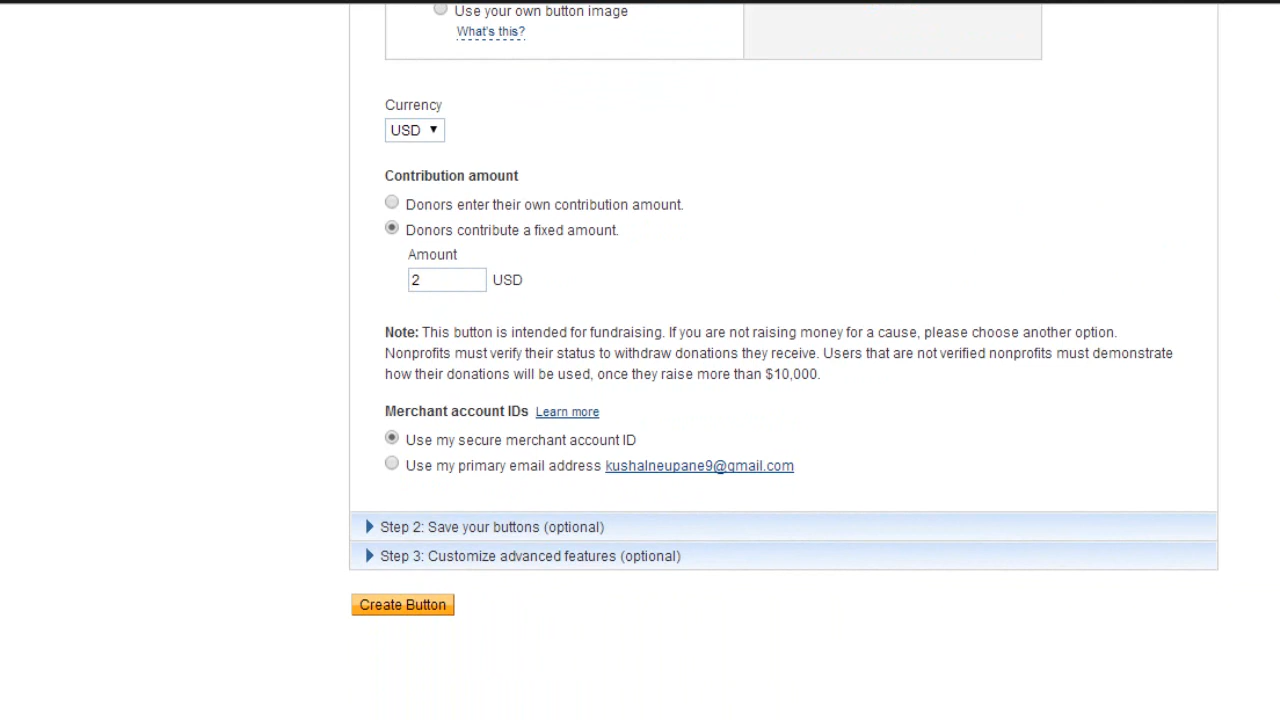 Use your own button image
What's this?
Currency
USD
Contribution amount
Donors enter their own contribution amount.
Donors contribute a fixed amount.
Amount
2 USD
Note: This button is intended for fundraising. If you are not raising money for a cause, please choose another option.
Nonprofits must verify their status to withdraw donations they receive. Users that are not verified nonprofits must demonstrate
how their donations will be used, once they raise more than $10,000.
Merchant account IDs Learn more
Use my secure merchant account ID
Use my primary email address kushalneupane9@gmail.com
Step 2: Save your buttons (optional)
Step 3: Customize advanced features (optional)
Create Button